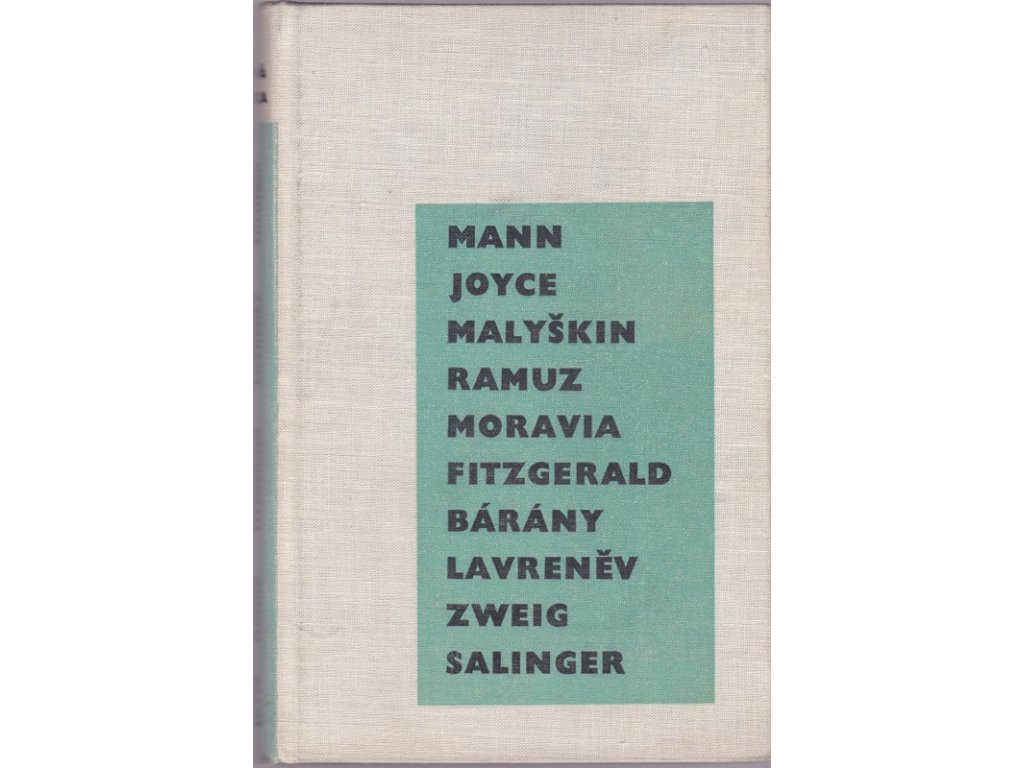 MANN
JOYCE
MALYŠKIN
RAMUZ
MORAVIA
FITZGERALD
BÁRÁNY
LAVRENĚV
ZWEIG
SALINGER